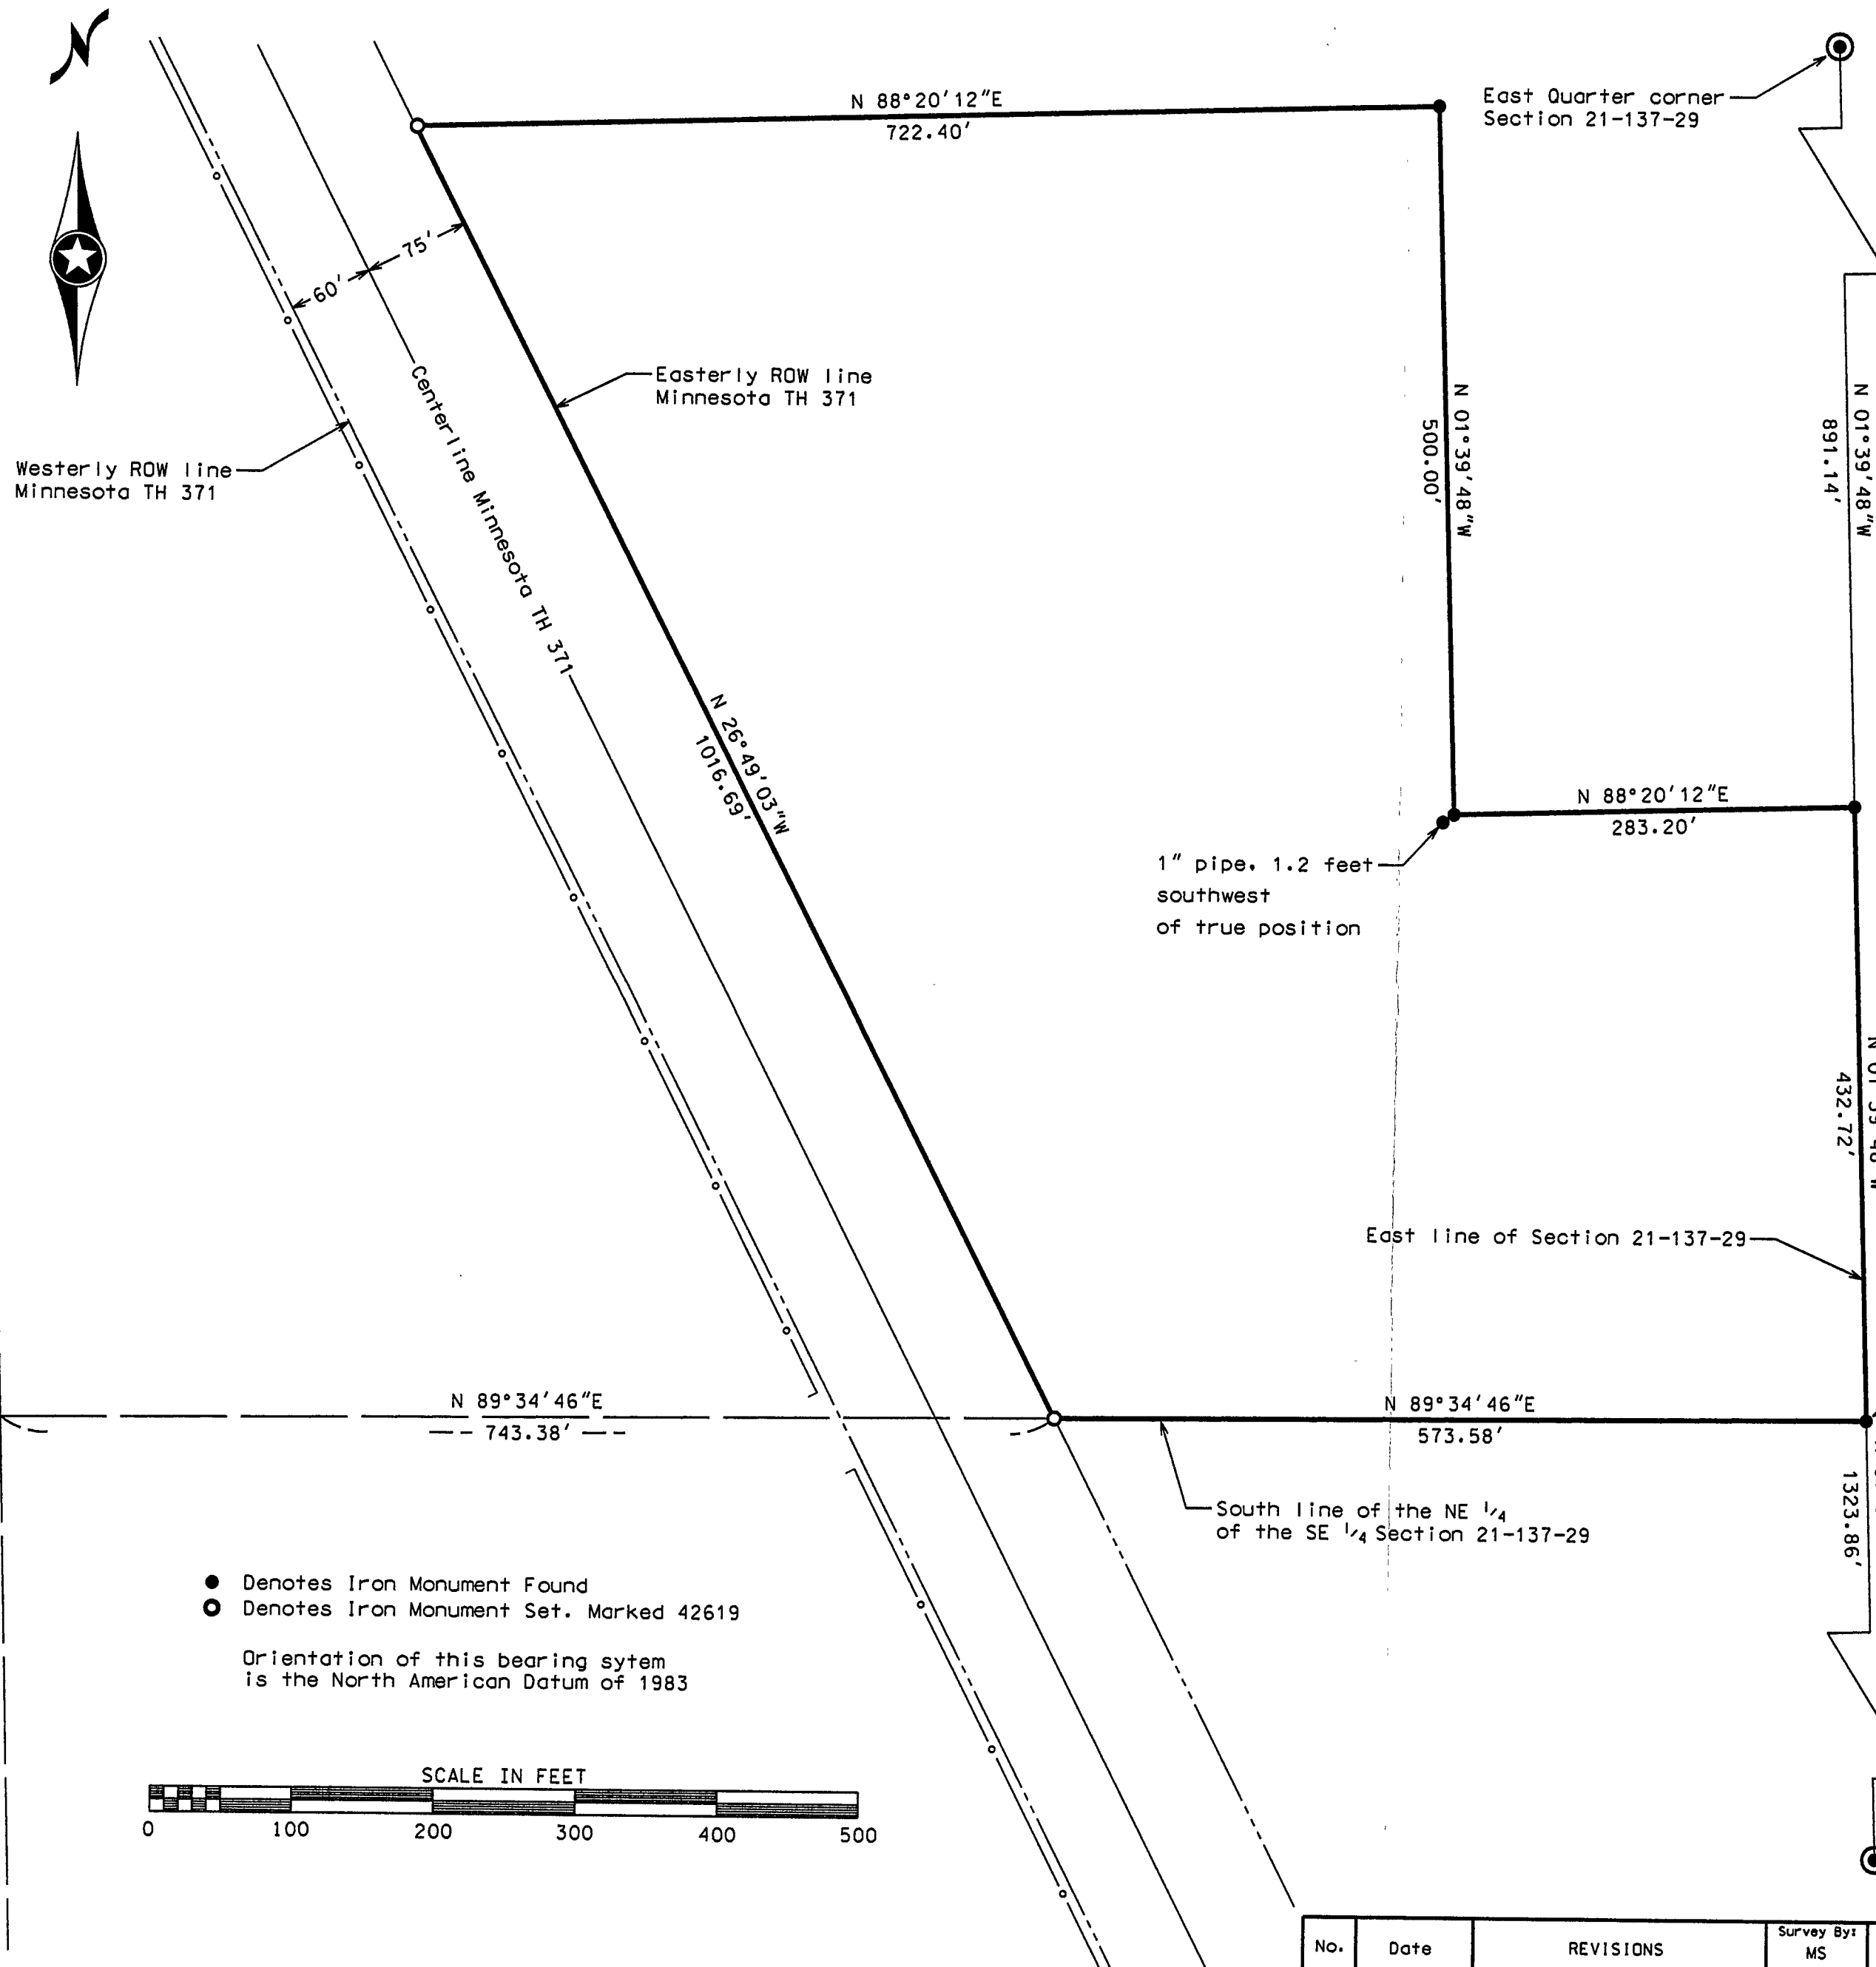 N
N 88°20'12"E
722.40'
East Quarter corner
Section 21-137-29
75'
60'
Easterly ROW line
Minnesota TH 371
Centerline Minnesota TH 371
Westerly ROW line
Minnesota TH 371
N 01°39'48"W
500.00'
N 01°39'48"W
891.14'
N 26°49'03"W
1016.69'
N 88°20'12"E
283.20'
1" pipe, 1.2 feet
southwest
of true position
432.72'
East line of Section 21-137-29
N 89°34'46"E
743.38'
N 89°34'46"E
573.58'
1323.86'
South line of the NE 1/4
of the SE 1/4 Section 21-137-29
Denotes Iron Monument Found
Denotes Iron Monument Set. Marked 42619
Orientation of this bearing sytem
is the North American Datum of 1983
SCALE IN FEET
0 100 200 300 400 500
No. Date REVISIONS Survey By:
MS